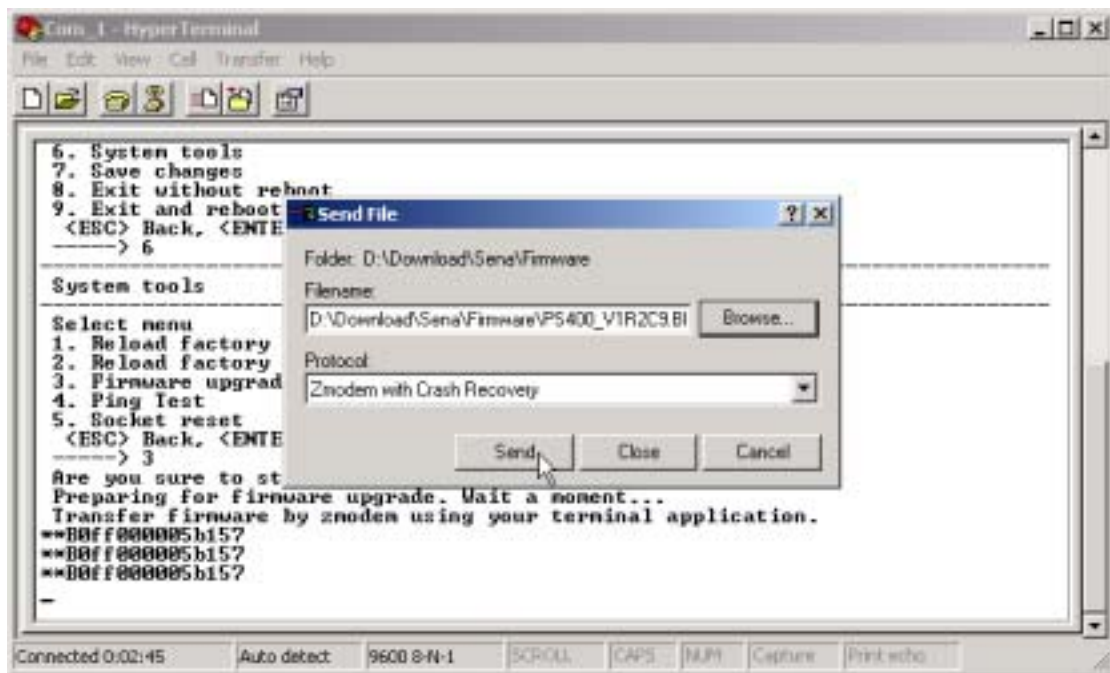 Com_1 - HyperTerminal
File Edit View Call Transfer Help
6. System tools
7. Save changes
8. Exit without reboot
9. Exit and reboot
<ESC> Back, <ENTE
-----> 6
System tools
Select menu
1. Reload factory
2. Reload factory
3. Firmware upgrad
4. Ping Test
5. Socket reset
<ESC> Back, <ENTE
-----> 3
Are you sure to st
Preparing for firmware upgrade. Wait a moment...
Transfer firmware by zmodem using your terminal application.
**B0ff000005b157
**B0ff000005b157
**B0ff000005b157
Send File
Folder: D:\Download\Sena\Firmware
Filename:
D:\Download\Sena\Firmware\PS400_V1R2C9.BI
Browse...
Protocol:
Zmodem with Crash Recovery
Send Close Cancel
Connected 0:02:45 Auto detect 9600 8-N-1 SCROLL CAPS NUM Capture Print echo